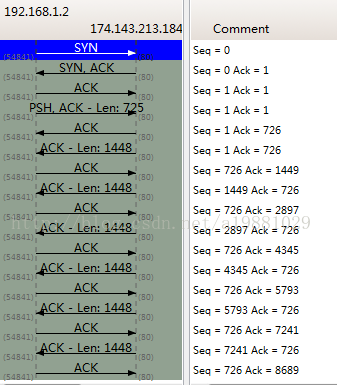 192.168.1.2
174.143.213.184 Comment
(54841) SYN (80) Seq = 0
(54841) SYN, ACK (80) Seq = 0 Ack = 1
(54841) ACK (80) Seq = 1 Ack = 1
(54841) PSH, ACK - Len: 725 (80) Seq = 1 Ack = 1
(54841) ACK (80) Seq = 1 Ack = 726
(54841) ACK - Len: 1448 (80) Seq = 1 Ack = 726
(54841) ACK (80) Seq = 726 Ack = 1449
(54841) ACK - Len: 1448 (80) Seq = 1449 Ack = 726
(54841) ACK (80) Seq = 726 Ack = 2897
(54841) ACK - Len: 1448 (80) Seq = 2897 Ack = 726
(54841) ACK (80) Seq = 726 Ack = 4345
(54841) ACK - Len: 1448 (80) Seq = 4345 Ack = 726
(54841) ACK (80) Seq = 726 Ack = 5793
(54841) ACK - Len: 1448 (80) Seq = 5793 Ack = 726
(54841) ACK (80) Seq = 726 Ack = 7241
(54841) ACK - Len: 1448 (80) Seq = 7241 Ack = 726
(54841) ACK (80) Seq = 726 Ack = 8689